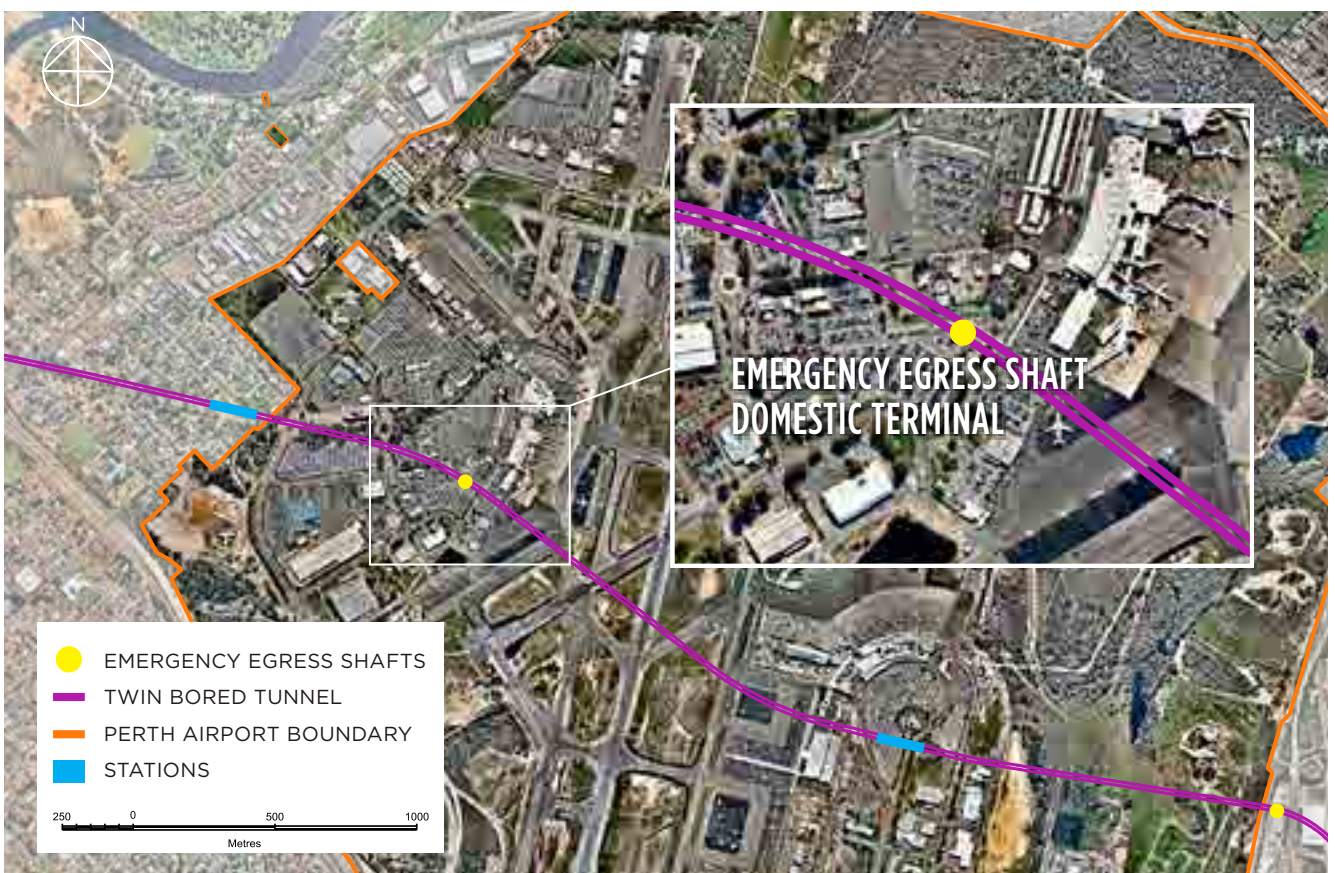 N
EMERGENCY EGRESS SHAFT
DOMESTIC TERMINAL
EMERGENCY EGRESS SHAFTS
TWIN BORED TUNNEL
PERTH AIRPORT BOUNDARY
STATIONS
250 0 500 1000
Metres